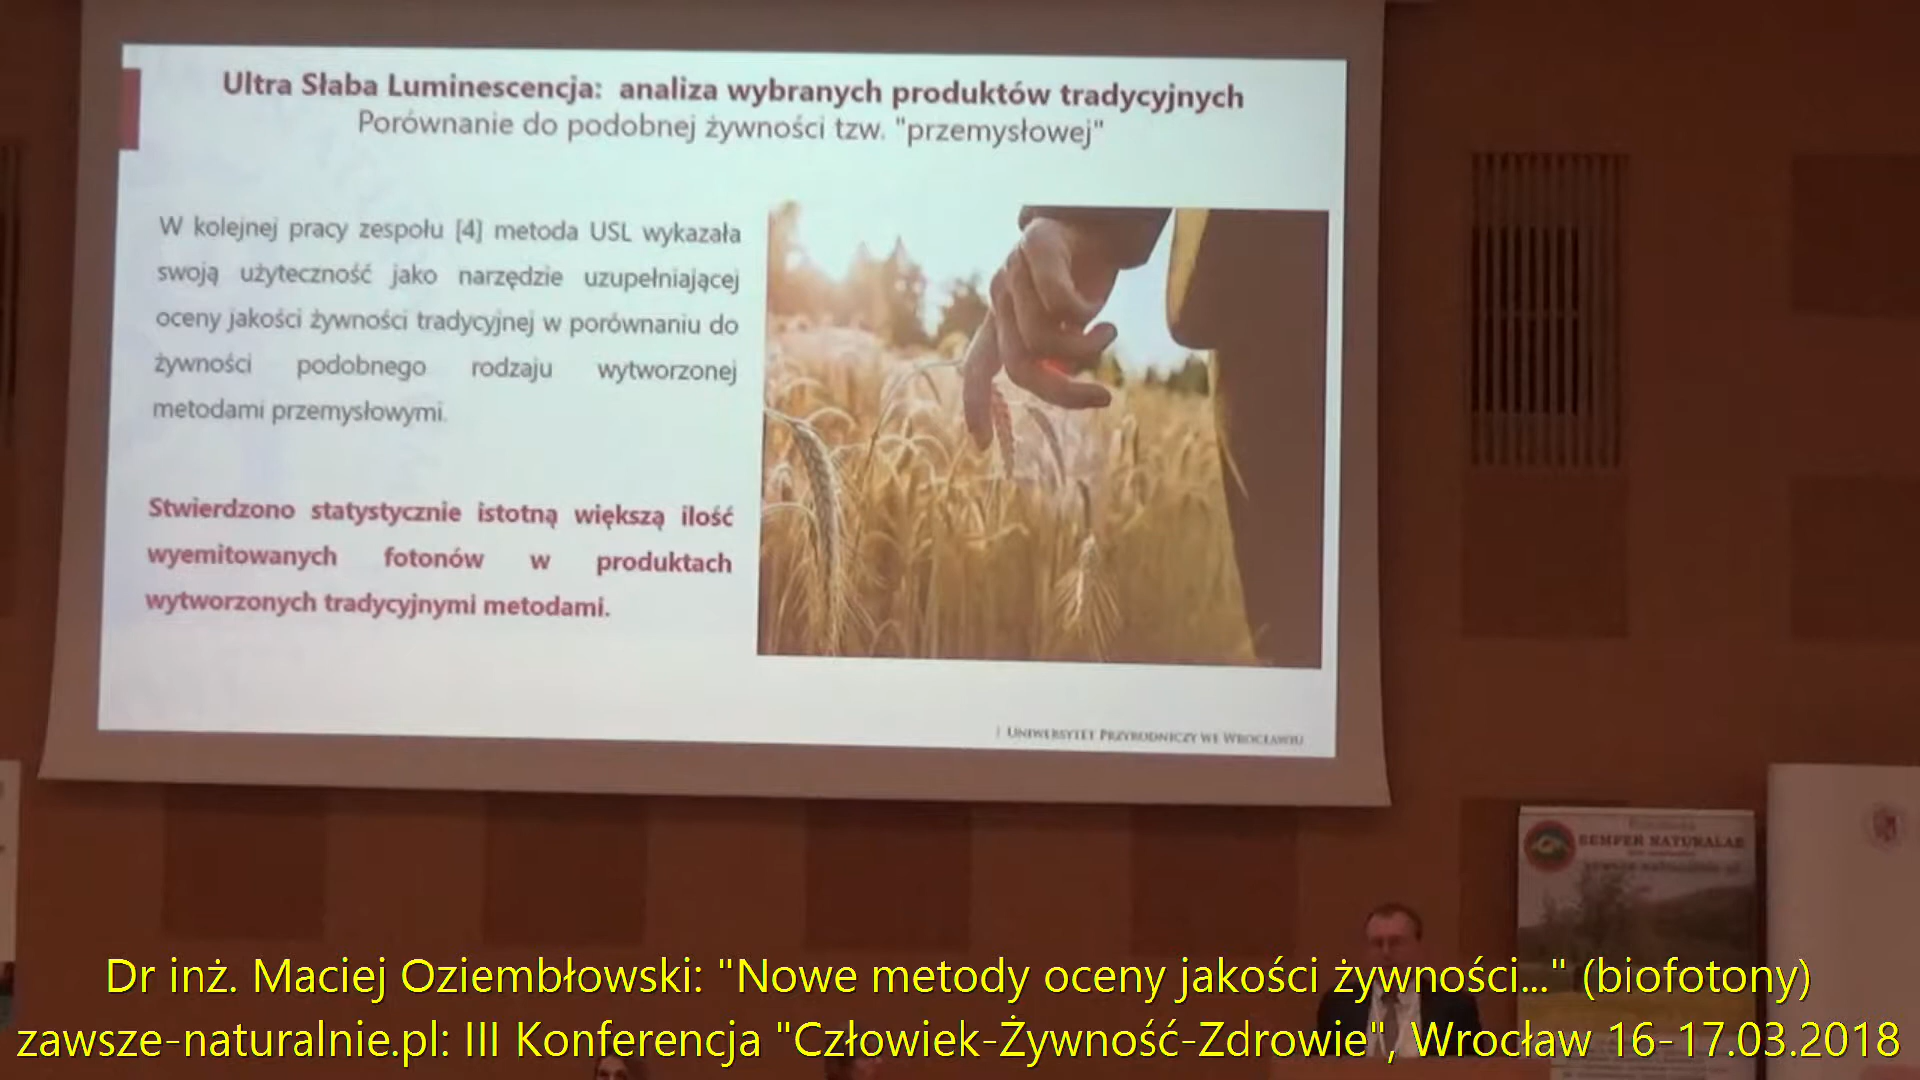 Ultra Słaba Luminescencja: analiza wybranych produktów tradycyjnych
Porównanie do podobnej żywności tzw. "przemysłowej"
W kolejnej pracy zespołu [4] metoda USL wykazała
swoją użyteczność jako narzędzie uzupełniającej
oceny jakości żywności tradycyjnej w porównaniu do
żywności podobnego rodzaju wytworzonej
metodami przemysłowymi.
Stwierdzono statystycznie istotną większą ilość
wyemitowanych fotonów w produktach
wytworzonych tradycyjnymi metodami.
UNIWERSYTET PRZYRODNICZY WE WROCŁAWIU
SEMPER NATURALAE
Dr inż. Maciej Oziembłowski: "Nowe metody oceny jakości żywności..." (biofotony)
zawsze-naturalnie.pl: III Konferencja "Człowiek-Żywność-Zdrowie", Wrocław 16-17.03.2018